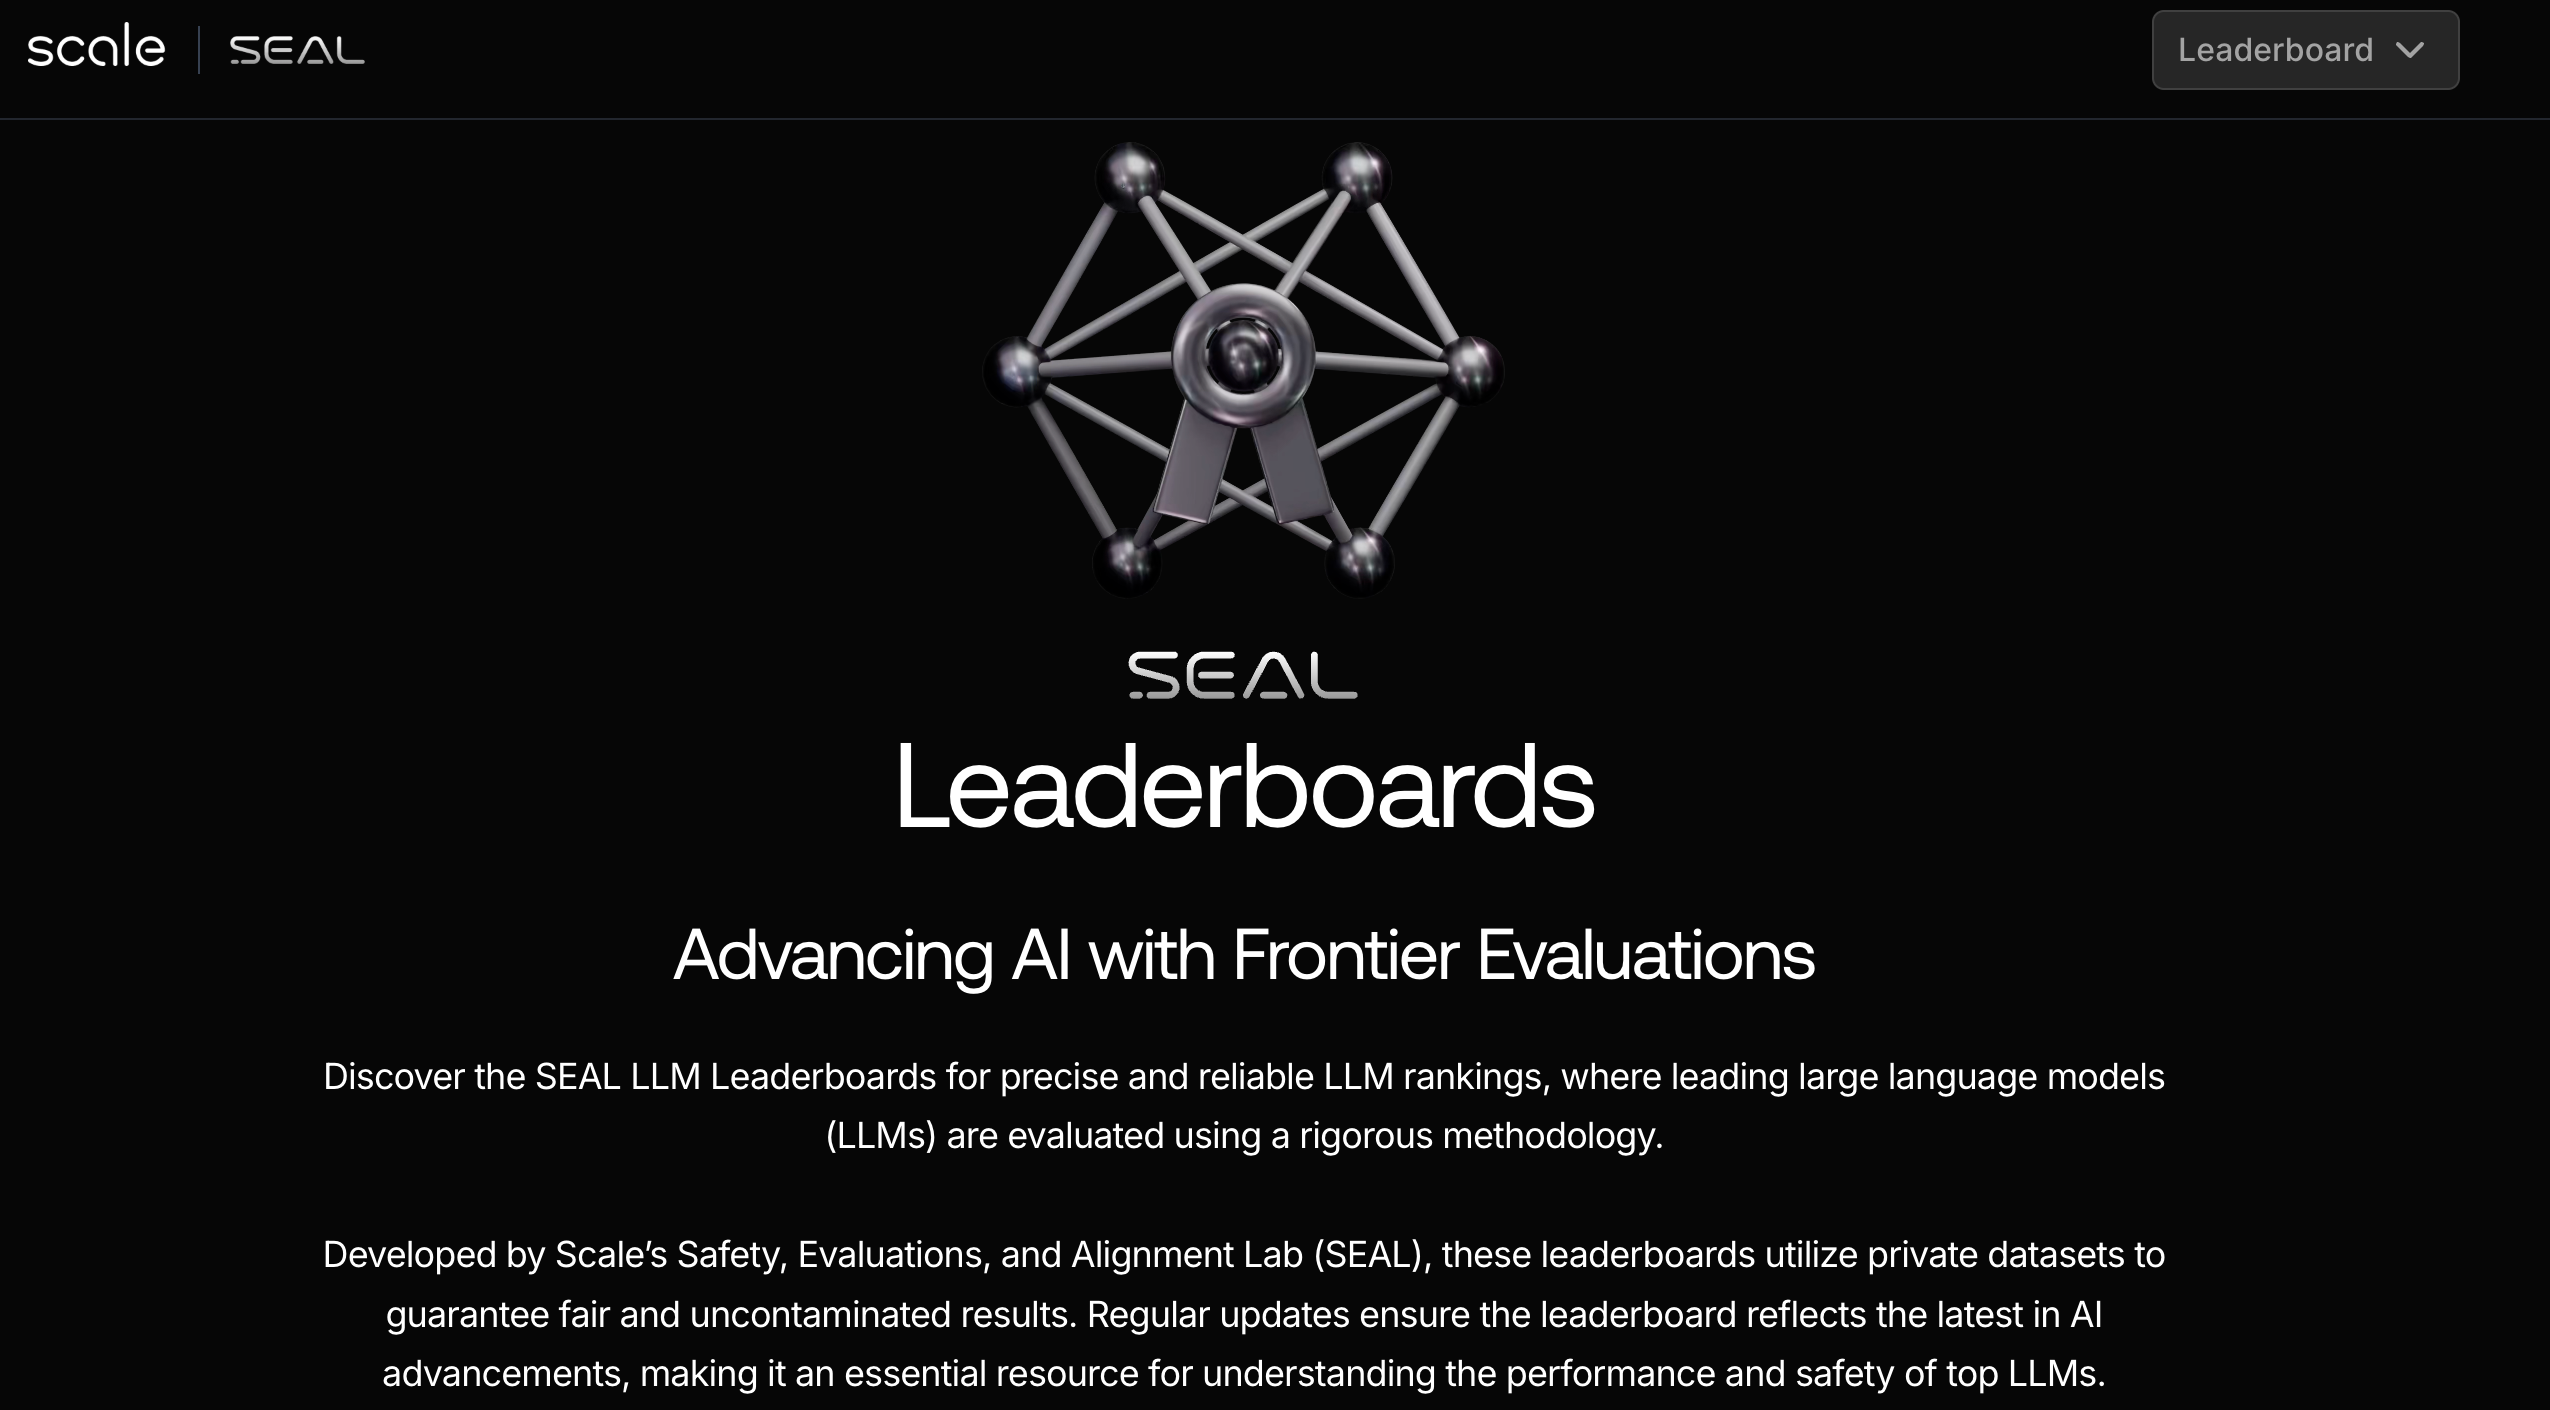 scale
SEAL
Leaderboard
SEAL
Leaderboards
Advancing AI with Frontier Evaluations
Discover the SEAL LLM Leaderboards for precise and reliable LLM rankings, where leading large language models
(LLMs) are evaluated using a rigorous methodology.
Developed by Scale’s Safety, Evaluations, and Alignment Lab (SEAL), these leaderboards utilize private datasets to
guarantee fair and uncontaminated results. Regular updates ensure the leaderboard reflects the latest in AI
advancements, making it an essential resource for understanding the performance and safety of top LLMs.